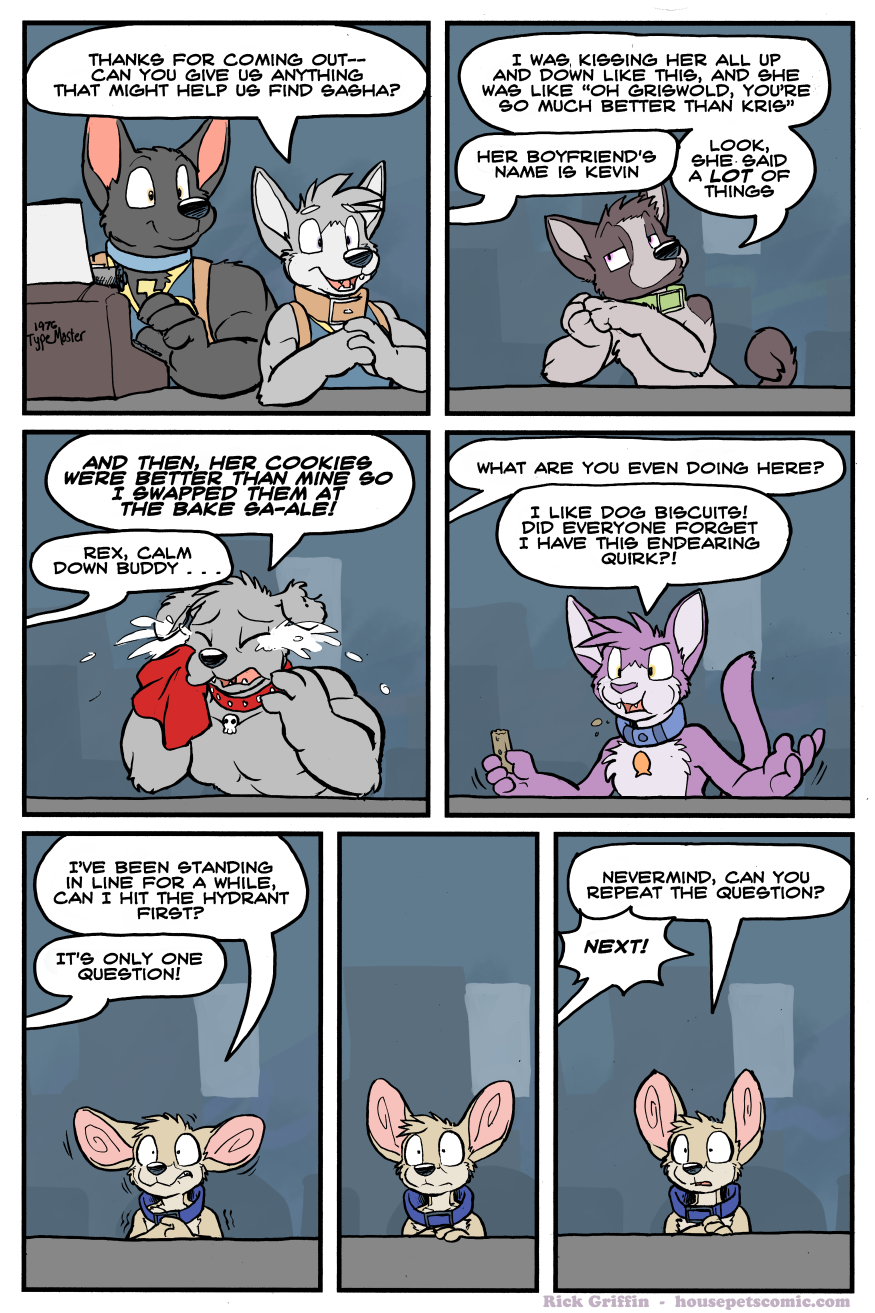 THANKS FOR COMING OUT--
CAN YOU GIVE US ANYTHING
THAT MIGHT HELP US FIND SASHA?
1976
TypeMaster
I WAS KISSING HER ALL UP
AND DOWN LIKE THIS, AND SHE
WAS LIKE "OH GRISWOLD, YOU'RE
SO MUCH BETTER THAN KRIS"
HER BOYFRIEND'S
NAME IS KEVIN
LOOK,
SHE SAID
A LOT OF
THINGS
AND THEN, HER COOKIES
WERE BETTER THAN MINE SO
I SWAPPED THEM AT
THE BAKE SA-ALE!
REX, CALM
DOWN BUDDY . . .
WHAT ARE YOU EVEN DOING HERE?
I LIKE DOG BISCUITS!
DID EVERYONE FORGET
I HAVE THIS ENDEARING
QUIRK?!
I'VE BEEN STANDING
IN LINE FOR A WHILE,
CAN I HIT THE HYDRANT
FIRST?
IT'S ONLY ONE
QUESTION!
NEVERMIND, CAN YOU
REPEAT THE QUESTION?
NEXT!
Rick Griffin - housepetscomic.com